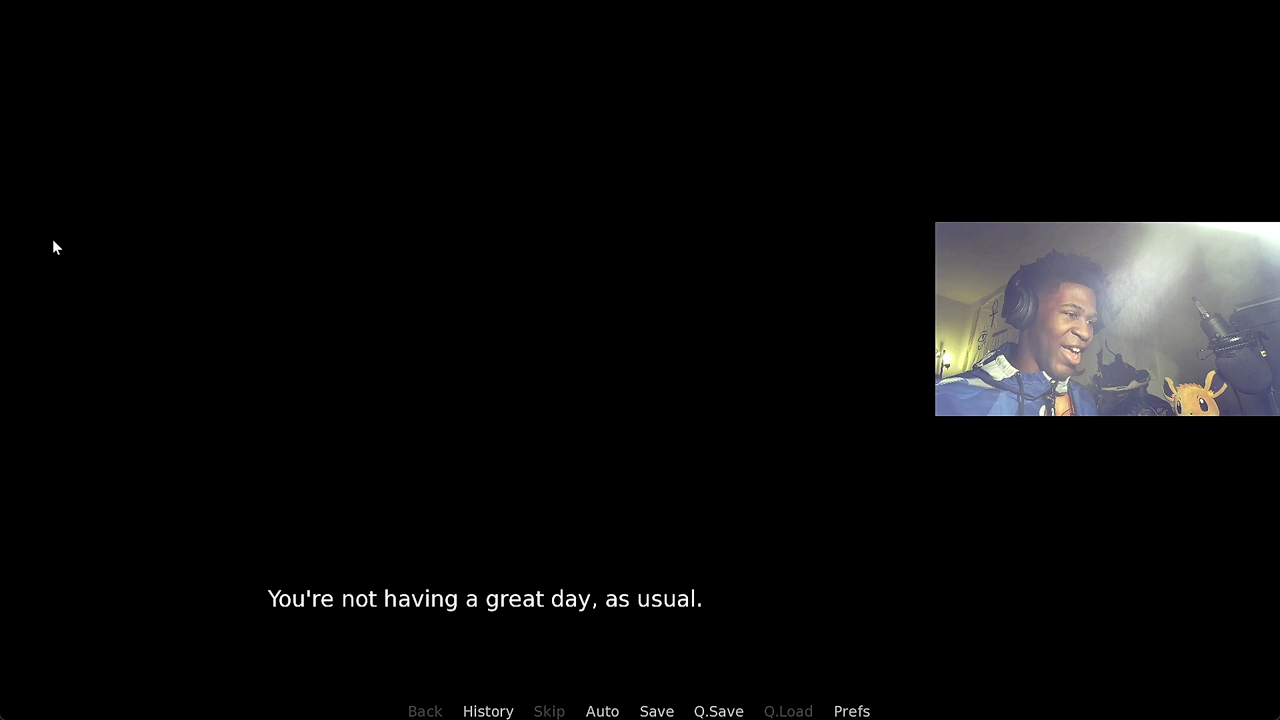 You're not having a great day, as usual.
Back History Skip Auto Save Q.Save Q.Load Prefs